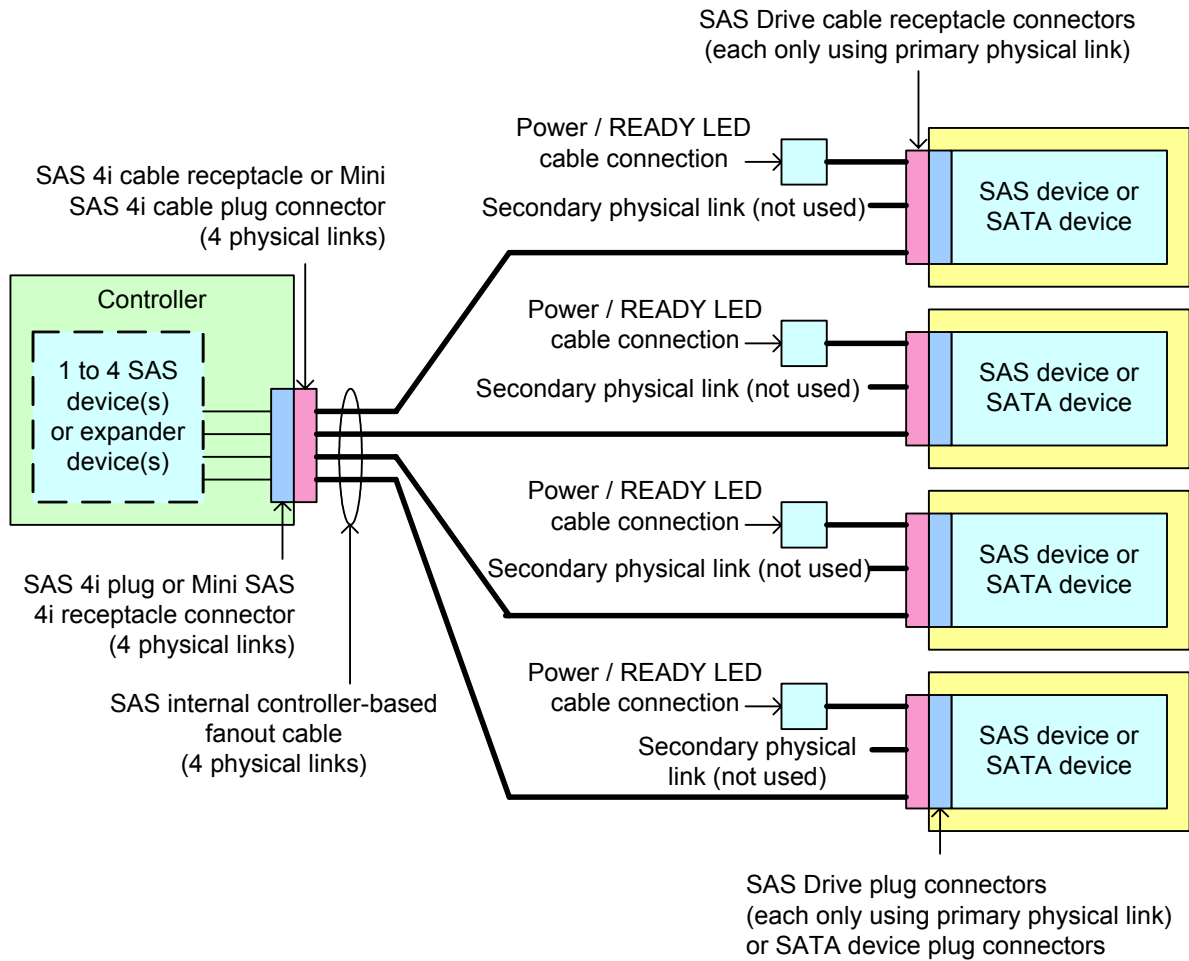 SAS Drive cable receptacle connectors
(each only using primary physical link)
Power / READY LED
cable connection
SAS 4i cable receptacle or Mini
SAS 4i cable plug connector
(4 physical links)
Secondary physical link (not used)
SAS device or
SATA device
Controller
1 to 4 SAS
device(s)
or expander
device(s)
Power / READY LED
cable connection
Secondary physical link (not used)
SAS device or
SATA device
Power / READY LED
cable connection
Secondary physical link (not used)
SAS device or
SATA device
SAS 4i plug or Mini SAS
4i receptacle connector
(4 physical links)
SAS internal controller-based
fanout cable
(4 physical links)
Power / READY LED
cable connection
Secondary physical
link (not used)
SAS device or
SATA device
SAS Drive plug connectors
(each only using primary physical link)
or SATA device plug connectors